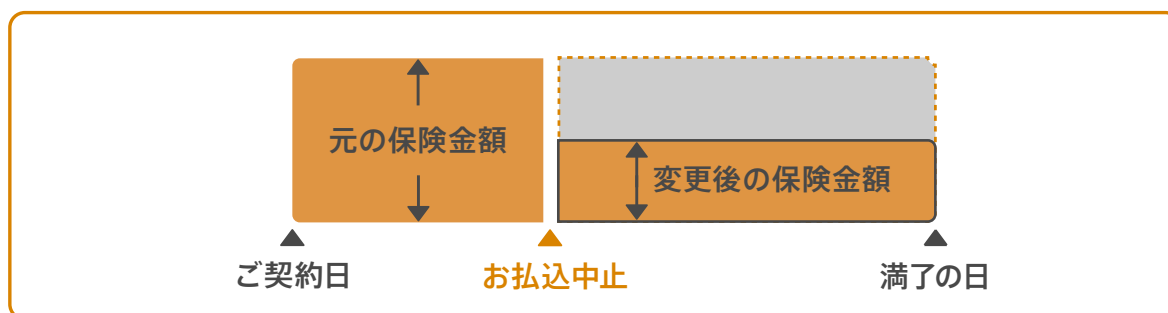 元の保険金額
変更後の保険金額
ご契約日
お払込中止
満了の日